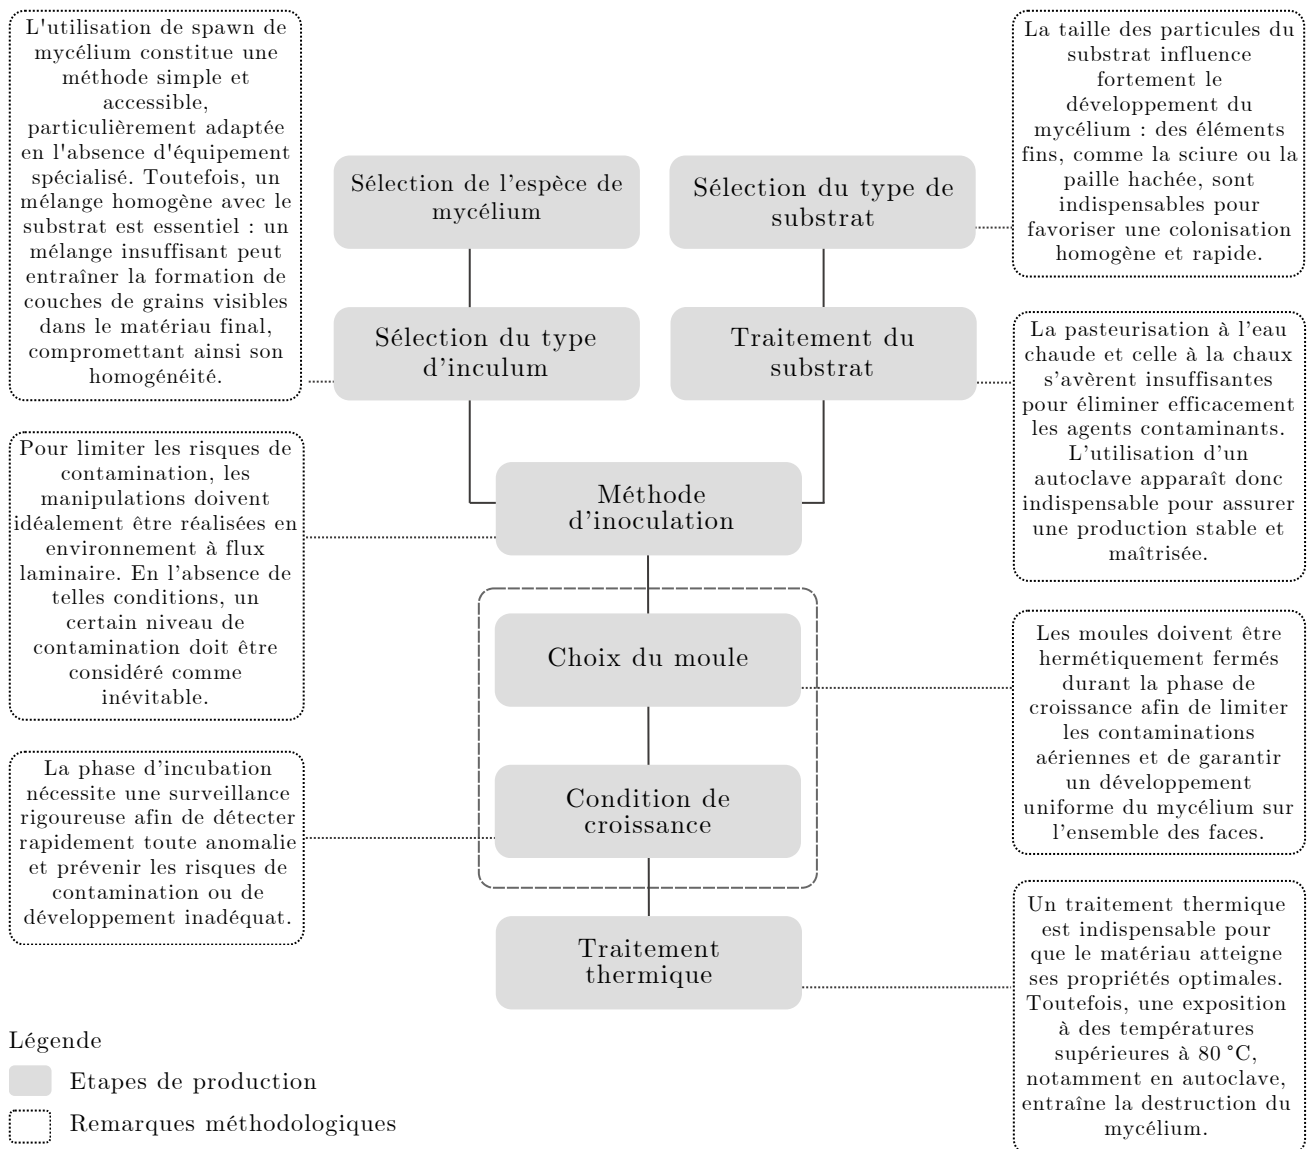 L'utilisation de spawn de
mycélium constitue une
méthode simple et
accessible,
particulièrement adaptée
en l'absence d'équipement
spécialisé. Toutefois, un
mélange homogène avec le
substrat est essentiel : un
mélange insuffisant peut
entraîner la formation de
couches de grains visibles
dans le matériau final,
compromettant ainsi son
homogénéité.
Pour limiter les risques de
contamination, les
manipulations doivent
idéalement être réalisées en
environnement à flux
laminaire. En l'absence de
telles conditions, un
certain niveau de
contamination doit être
considéré comme
inévitable.
La phase d'incubation
nécessite une surveillance
rigoureuse afin de détecter
rapidement toute anomalie
et prévenir les risques de
contamination ou de
développement inadéquat.
Sélection de l'espèce de
mycélium
Sélection du type de
substrat
Sélection du type
d'inculum
Traitement du
substrat
Méthode
d'inoculation
Choix du moule
Condition de
croissance
Traitement
thermique
La taille des particules du
substrat influence
fortement le
développement du
mycélium : des éléments
fins, comme la sciure ou la
paille hachée, sont
indispensables pour
favoriser une colonisation
homogène et rapide.
La pasteurisation à l'eau
chaude et celle à la chaux
s'avèrent insuffisantes
pour éliminer efficacement
les agents contaminants.
L'utilisation d'un
autoclave apparaît donc
indispensable pour assurer
une production stable et
maîtrisée.
Les moules doivent être
hermétiquement fermés
durant la phase de
croissance afin de limiter
les contaminations
aériennes et de garantir
un développement
uniforme du mycélium sur
l'ensemble des faces.
Un traitement thermique
est indispensable pour
que le matériau atteigne
ses propriétés optimales.
Toutefois, une exposition
à des températures
supérieures à 80 °C,
notamment en autoclave,
entraîne la destruction du
mycélium.
Légende
Etapes de production
Remarques méthodologiques